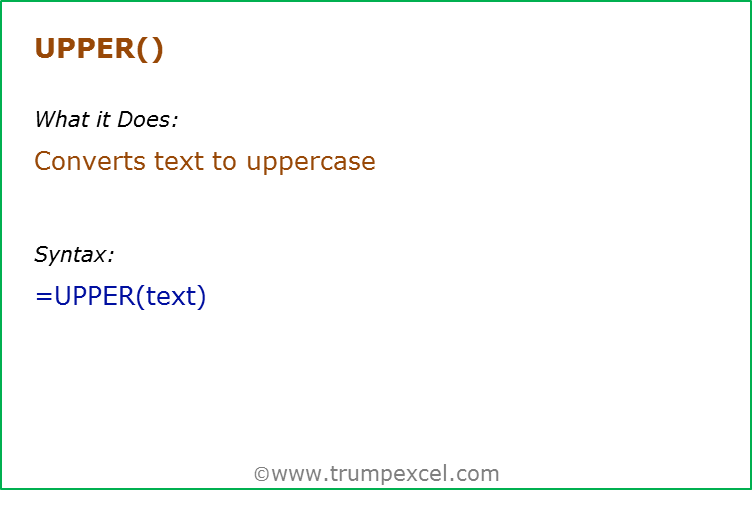 UPPER()
What it Does:
Converts text to uppercase
Syntax:
=UPPER(text)
©www.trumpexcel.com